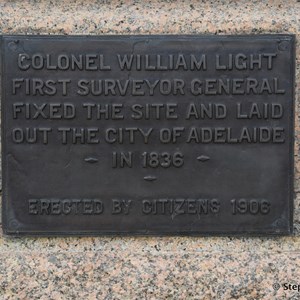 COLONEL WILLIAM LIGHT
FIRST SURVEYOR GENERAL
FIXED THE SITE AND LAID
OUT THE CITY OF ADELAIDE
- IN 1836 -
-
ERECTED BY CITIZENS 1906
© Step